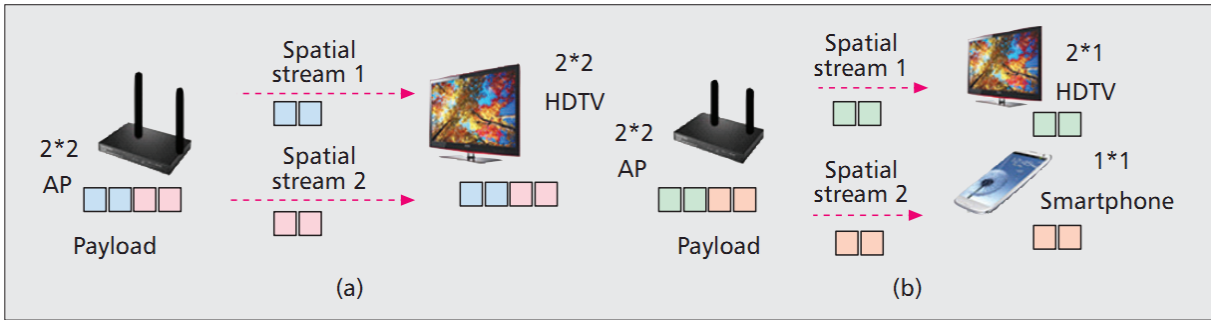 Spatial
stream 1
2*2
HDTV
2*2
AP
Spatial
stream 2
Payload
(a)
Spatial
stream 1
2*1
HDTV
2*2
AP
Spatial
stream 2
1*1
Smartphone
Payload
(b)